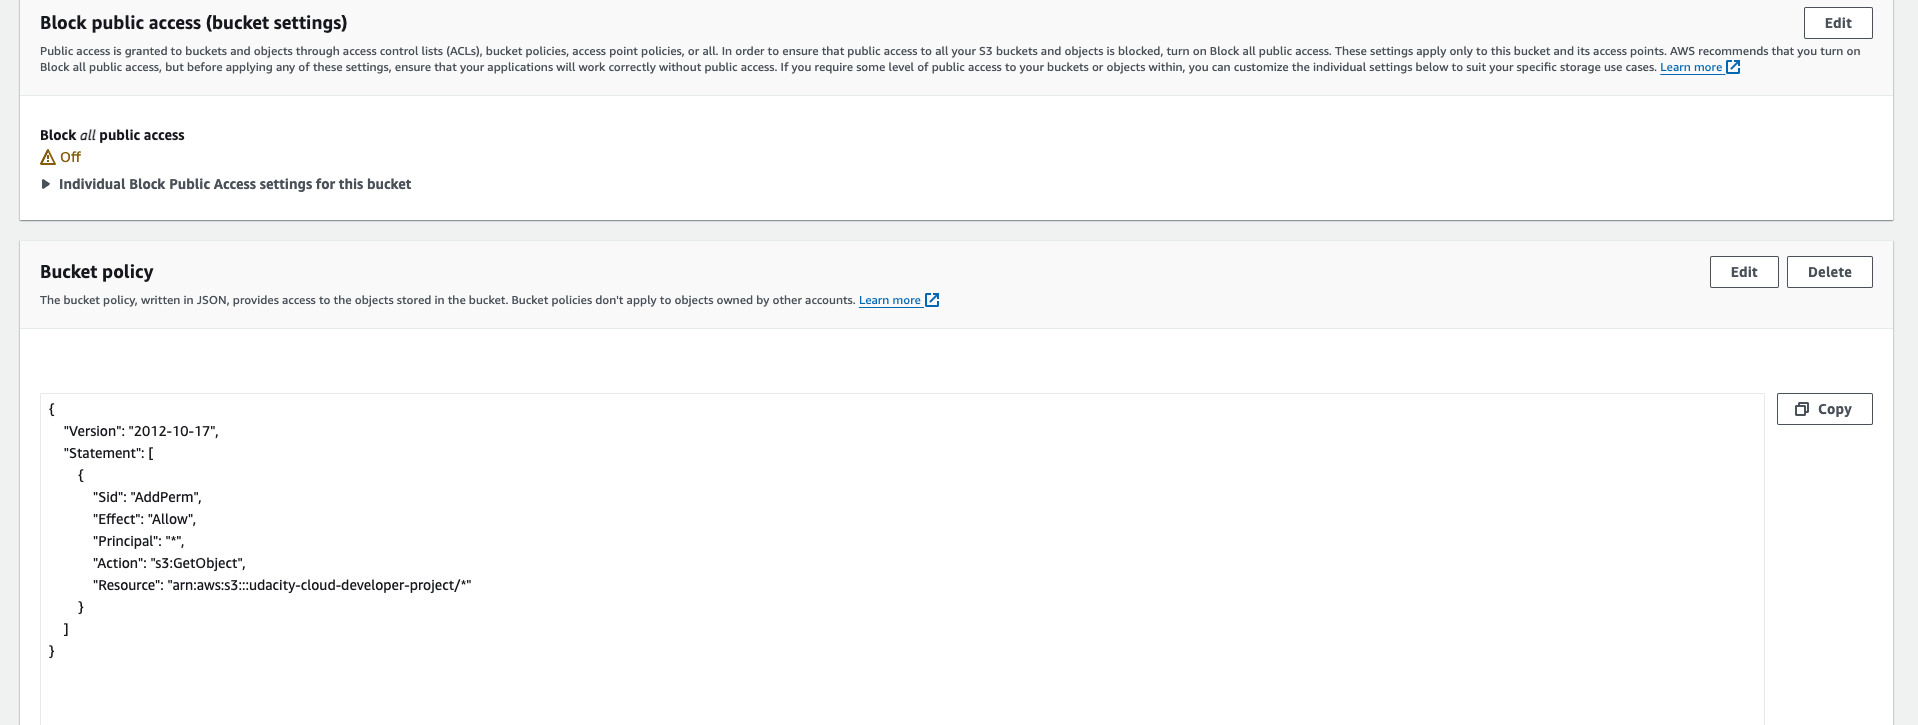 Block public access (bucket settings)
Edit
Public access is granted to buckets and objects through access control lists (ACLs), bucket policies, access point policies, or all. In order to ensure that public access to all your S3 buckets and objects is blocked, turn on Block all public access. These settings apply only to this bucket and its access points. AWS recommends that you turn on
Block all public access, but before applying any of these settings, ensure that your applications will work correctly without public access. If you require some level of public access to your buckets or objects within, you can customize the individual settings below to suit your specific storage use cases. Learn more
Block all public access
Off
Individual Block Public Access settings for this bucket
Bucket policy
Edit
Delete
The bucket policy, written in JSON, provides access to the objects stored in the bucket. Bucket policies don't apply to objects owned by other accounts. Learn more
Copy
{
"Version": "2012-10-17",
"Statement": [
{
"Sid": "AddPerm",
"Effect": "Allow",
"Principal": "*",
"Action": "s3:GetObject",
"Resource": "arn:aws:s3:::udacity-cloud-developer-project/*"
}
]
}